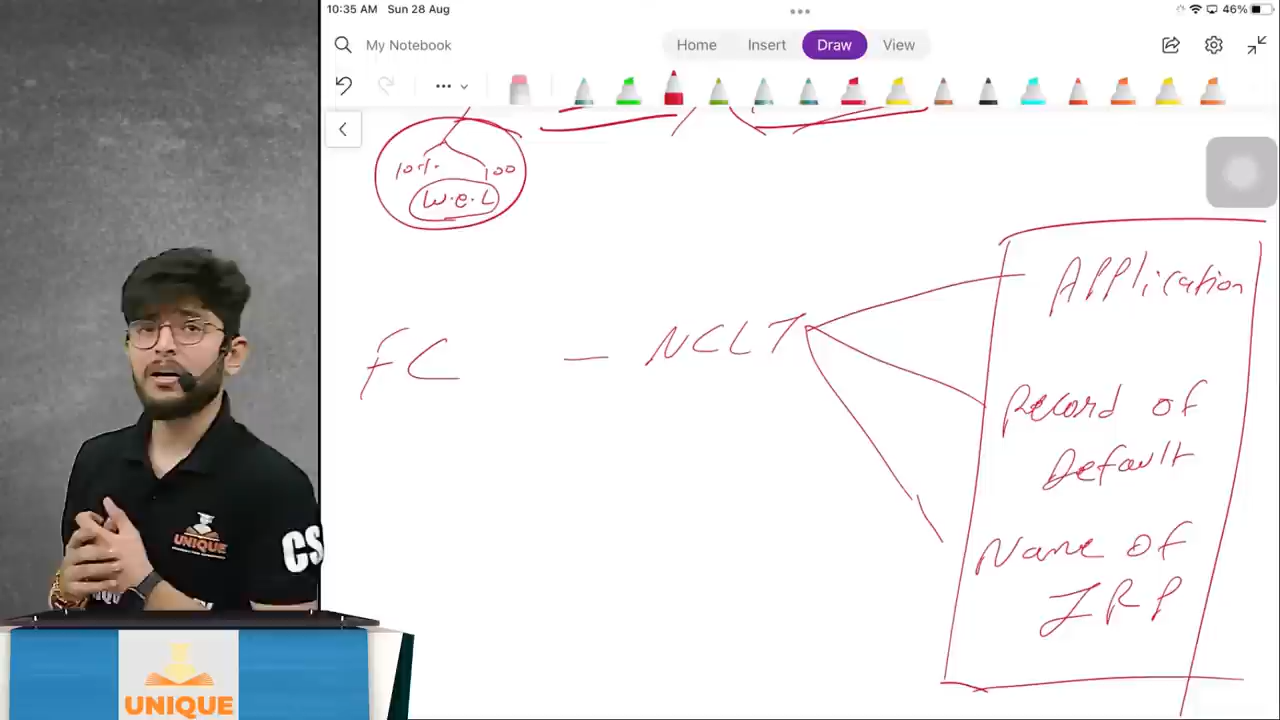 10:35 AM Sun 28 Aug
46%
My Notebook
Home Insert Draw View
10%. 100
W.e.L
Application
FC — NCLT
Record of
Default
Name of
IRP
UNIQUE
CS
UNIQUE